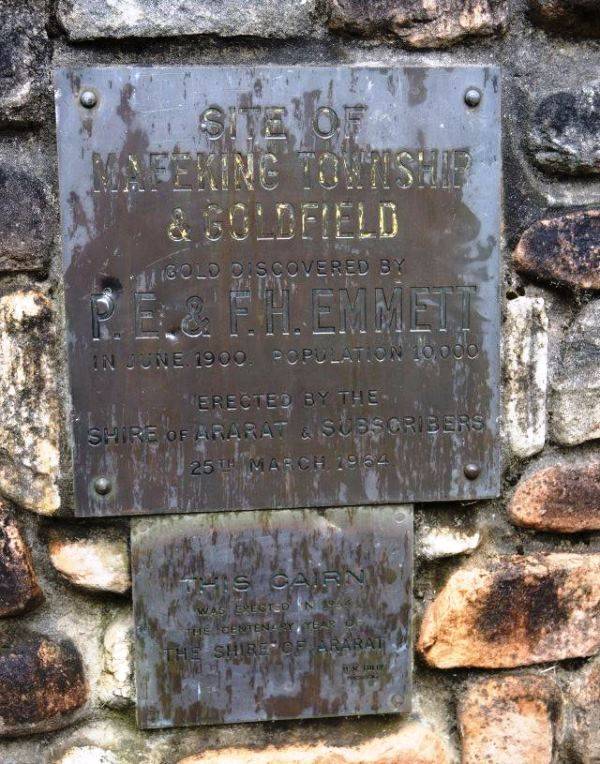 SITE OF
MAFEKING TOWNSHIP
& GOLDFIELD
GOLD DISCOVERED BY
P. E. & F. H. EMMETT
IN JUNE 1900. POPULATION 10,000
ERECTED BY THE
SHIRE OF ARARAT & SUBSCRIBERS
25TH MARCH 1964
THIS CAIRN
WAS ERECTED IN 1964
THE CENTENARY YEAR OF
THE SHIRE OF ARARAT